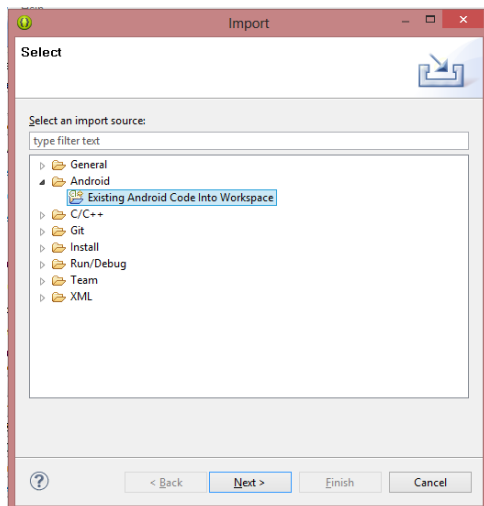 Import
Select
Select an import source:
type filter text
General
Android
Existing Android Code Into Workspace
C/C++
Git
Install
Run/Debug
Team
XML
?
< Back Next > Finish Cancel